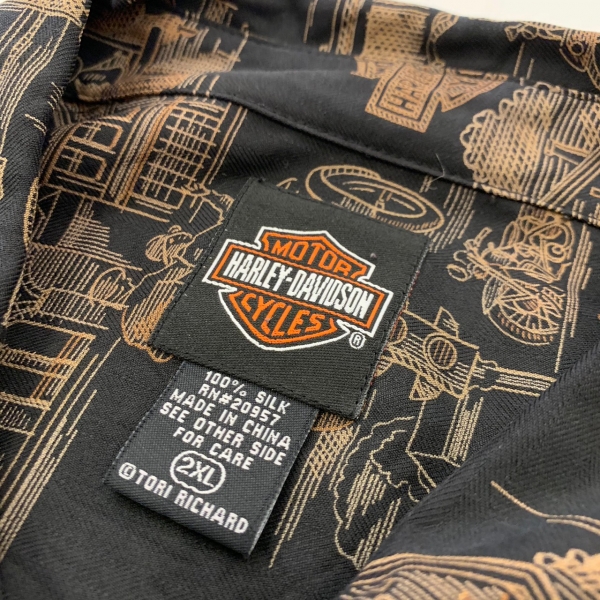 MOTOR
HARLEY-DAVIDSON
CYCLES
®
100% SILK
RN#20957
MADE IN CHINA
SEE OTHER SIDE
FOR CARE
2XL
©TORI RICHARD